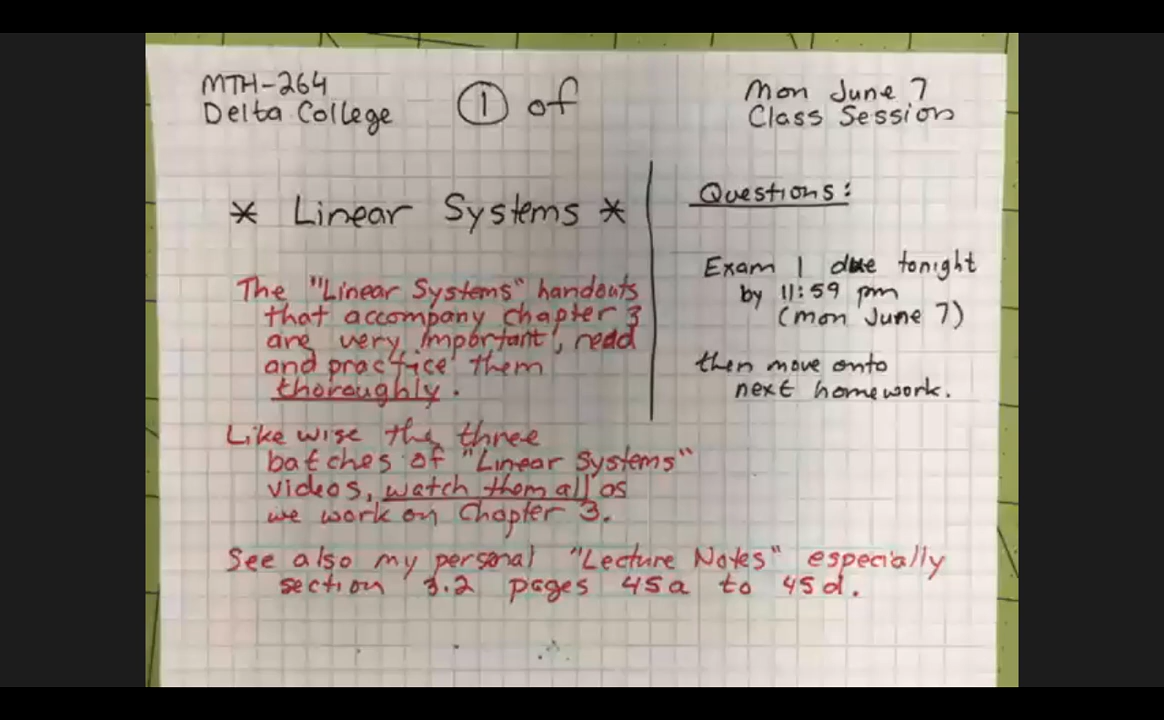 MTH-264
Delta College
1 of
Mon June 7
Class Session
* Linear Systems *
The "Linear Systems" handouts
that accompany chapter 3
are very important, read
and practice them
thoroughly.
Likewise the three
batches of "Linear Systems"
videos, watch them all as
we work on Chapter 3.
See also my personal "Lecture Notes" especially
section 3.2 pages 45a to 45d.
Questions:
Exam 1 due tonight
by 11:59 pm
(mon June 7)
then move onto
next homework.